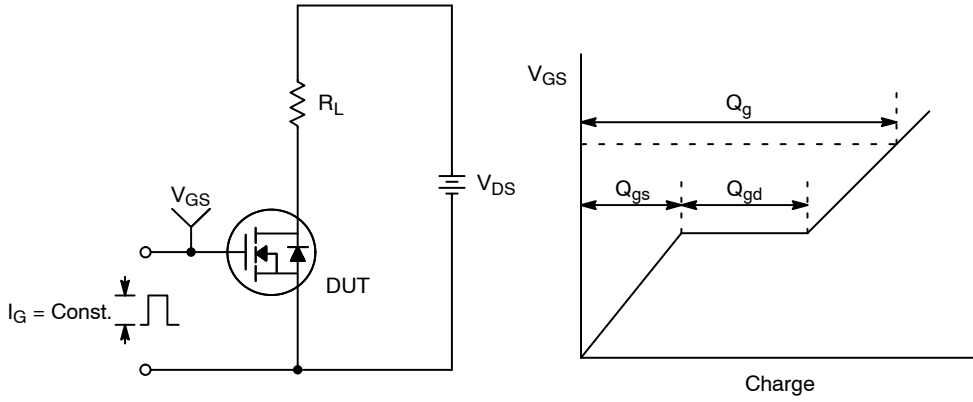 R_L
V_GS
V_DS
DUT
I_G = Const.
V_GS
Q_g
Q_gs
Q_gd
Charge